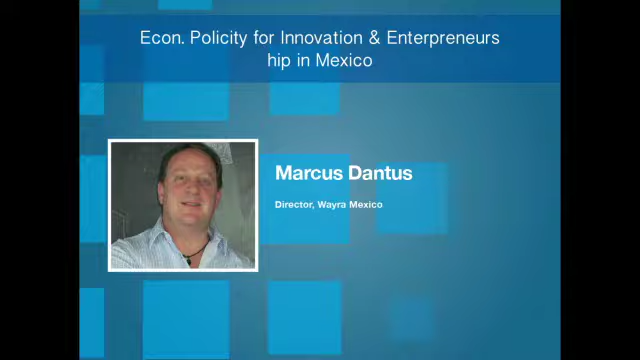 Econ. Policity for Innovation & Enterpreneurs
hip in Mexico
Marcus Dantus
Director, Wayra Mexico